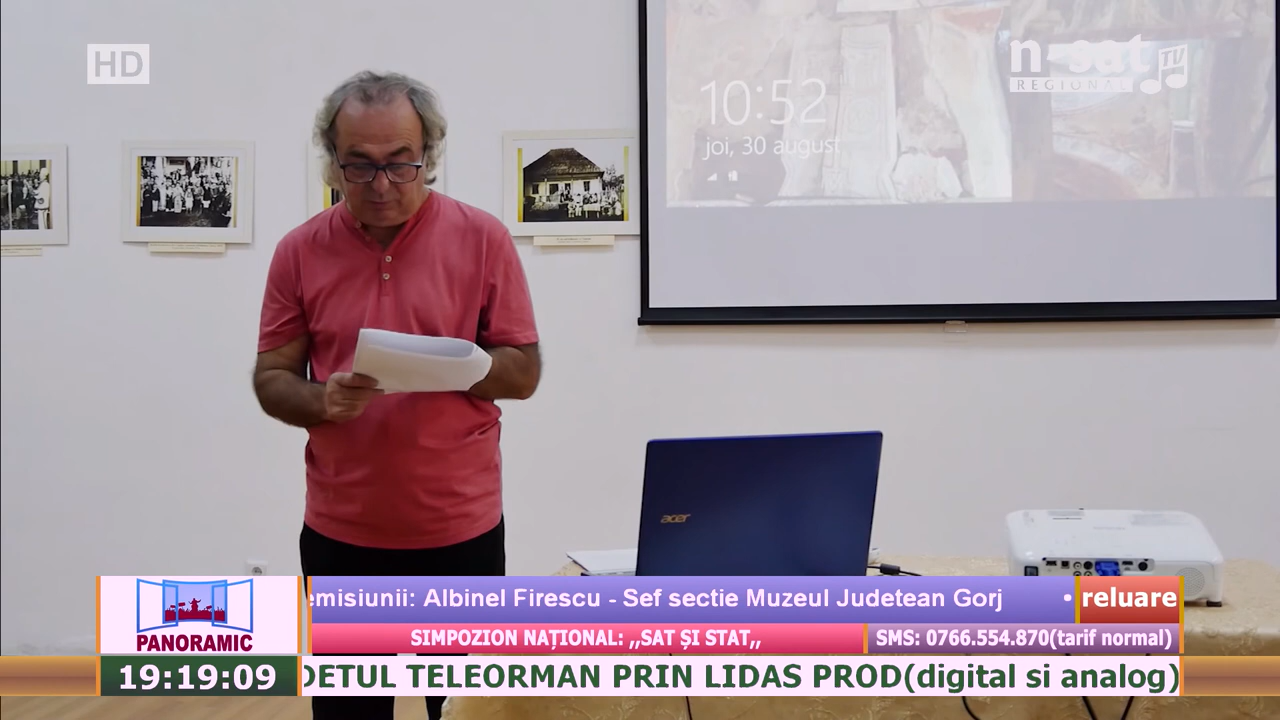 HD
n sat TV
REGIONAL
10:52
joi, 30 august
acer
emisiunii: Albinel Firescu - Sef sectie Muzeul Judetean Gorj
• reluare
PANORAMIC
SIMPOZION NAȚIONAL: ,,SAT ȘI STAT,,
SMS: 0766.554.870(tarif normal)
19:19:09
DETUL TELEORMAN PRIN LIDAS PROD(digital si analog)